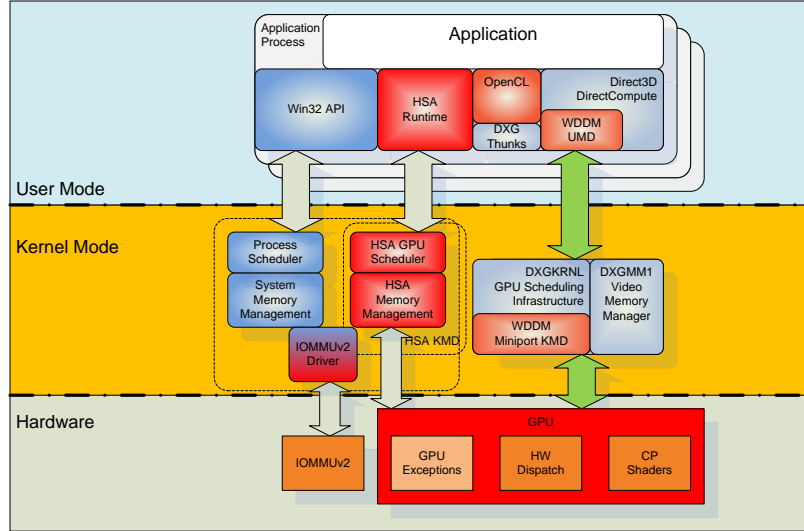 Application
Process
Application
Win32 API
HSA
Runtime
OpenCL
DXG
Thunks
Direct3D
DirectCompute
WDDM
UMD
User Mode
Kernel Mode
Process
Scheduler
System
Memory
Management
HSA GPU
Scheduler
HSA
Memory
Management
HSA KMD
IOMMUv2
Driver
DXGKRNL
GPU Scheduling
Infrastructure
WDDM
Miniport KMD
DXGMM1
Video
Memory
Manager
Hardware
IOMMUv2
GPU
GPU
Exceptions
HW
Dispatch
CP
Shaders